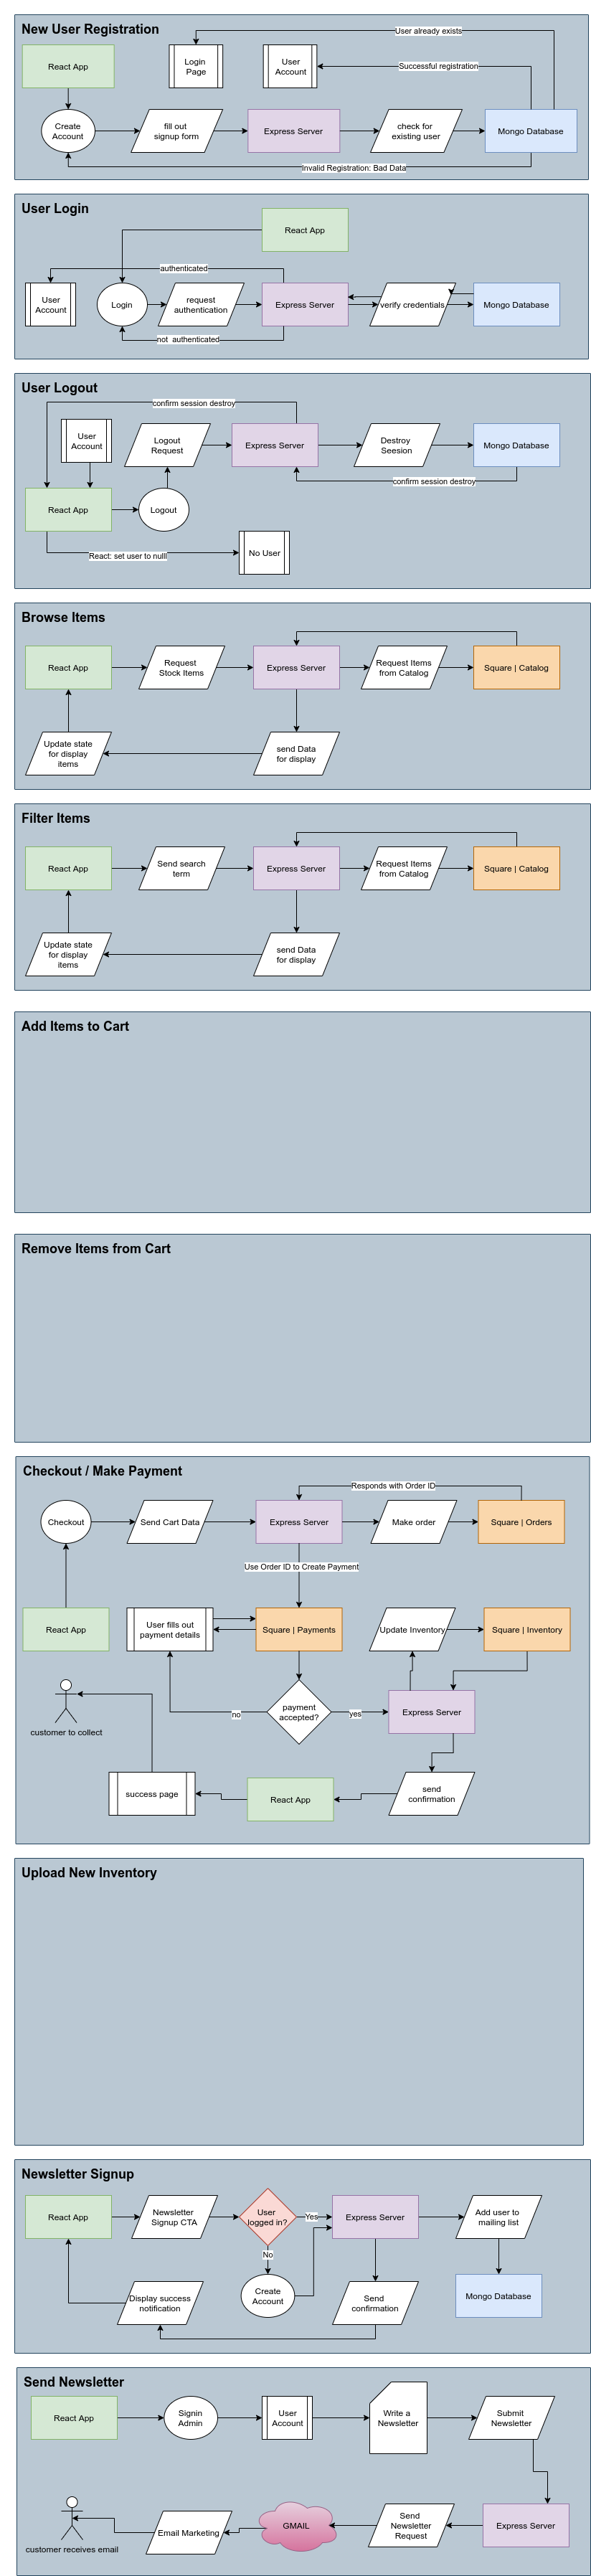 New User Registration
User already exists
React App
Login
Page
User
Account
Successful registration
Create
Account
fill out
signup form
Express Server
check for
existing user
Mongo Database
Invalid Registration: Bad Data
User Login
React App
authenticated
User
Account
Login
request
authentication
Express Server
verify credentials
Mongo Database
not authenticated
User Logout
confirm session destroy
User
Account
Logout
Request
Express Server
Destroy
Seesion
Mongo Database
confirm session destroy
React App
Logout
React: set user to nulll
No User
Browse Items
React App
Request
Stock Items
Express Server
Request Items
from Catalog
Square | Catalog
Update state
for display
items
send Data
for display
Filter Items
React App
Send search
term
Express Server
Request Items
from Catalog
Square | Catalog
Update state
for display
items
send Data
for display
Add Items to Cart
Remove Items from Cart
Checkout / Make Payment
Responds with Order ID
Checkout
Send Cart Data
Express Server
Make order
Square | Orders
Use Order ID to Create Payment
React App
User fills out
payment details
Square | Payments
Update Inventory
Square | Inventory
customer to collect
no
payment
accepted?
yes
Express Server
success page
React App
send
confirmation
Upload New Inventory
Newsletter Signup
React App
Newsletter
Signup CTA
User
logged in?
Yes
Express Server
Add user to
mailing list
No
Display success
notification
Create
Account
Send
confirmation
Mongo Database
Send Newsletter
React App
Signin
Admin
User
Account
Write a
Newsletter
Submit
Newsletter
customer receives email
Email Marketing
GMAIL
Send
Newsletter
Request
Express Server